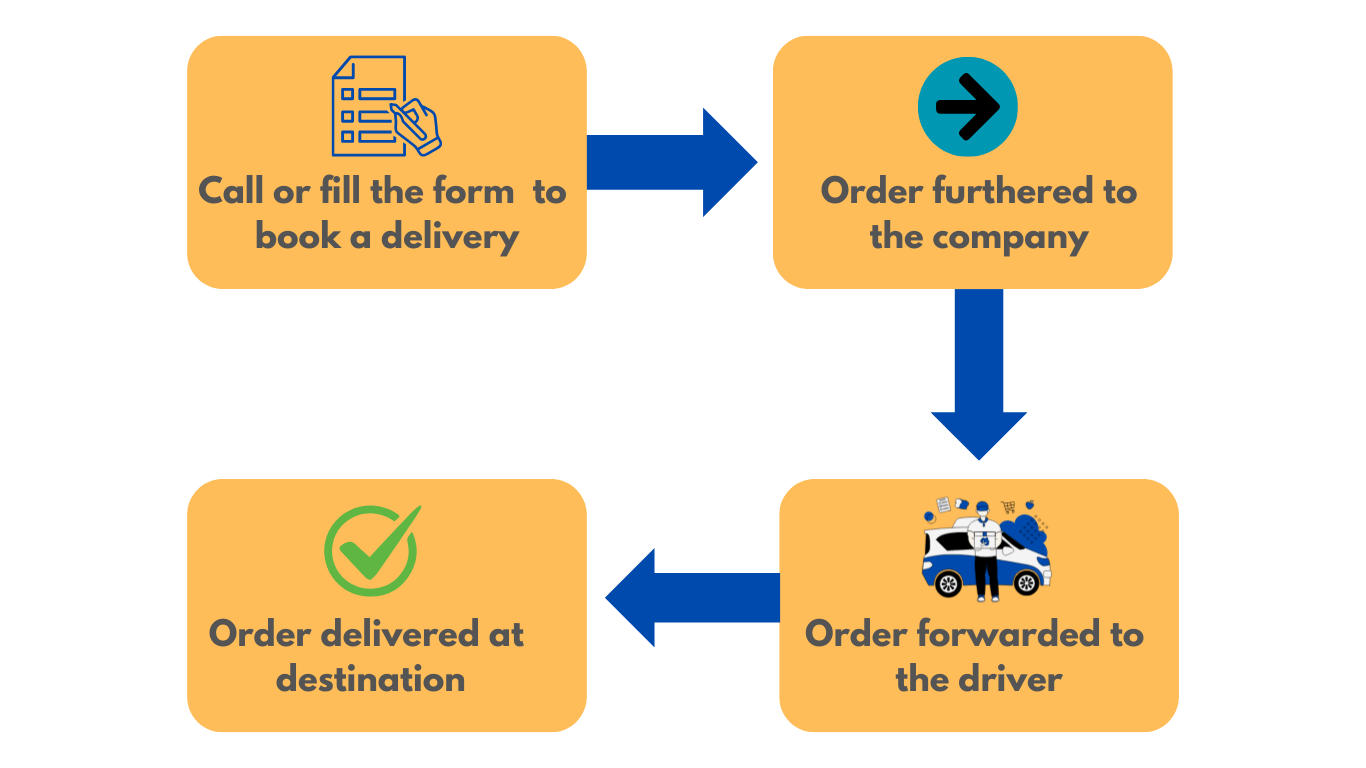 Call or fill the form  to
book a delivery
Order furthered to
the company
Order forwarded to
the driver
Order delivered at
destination